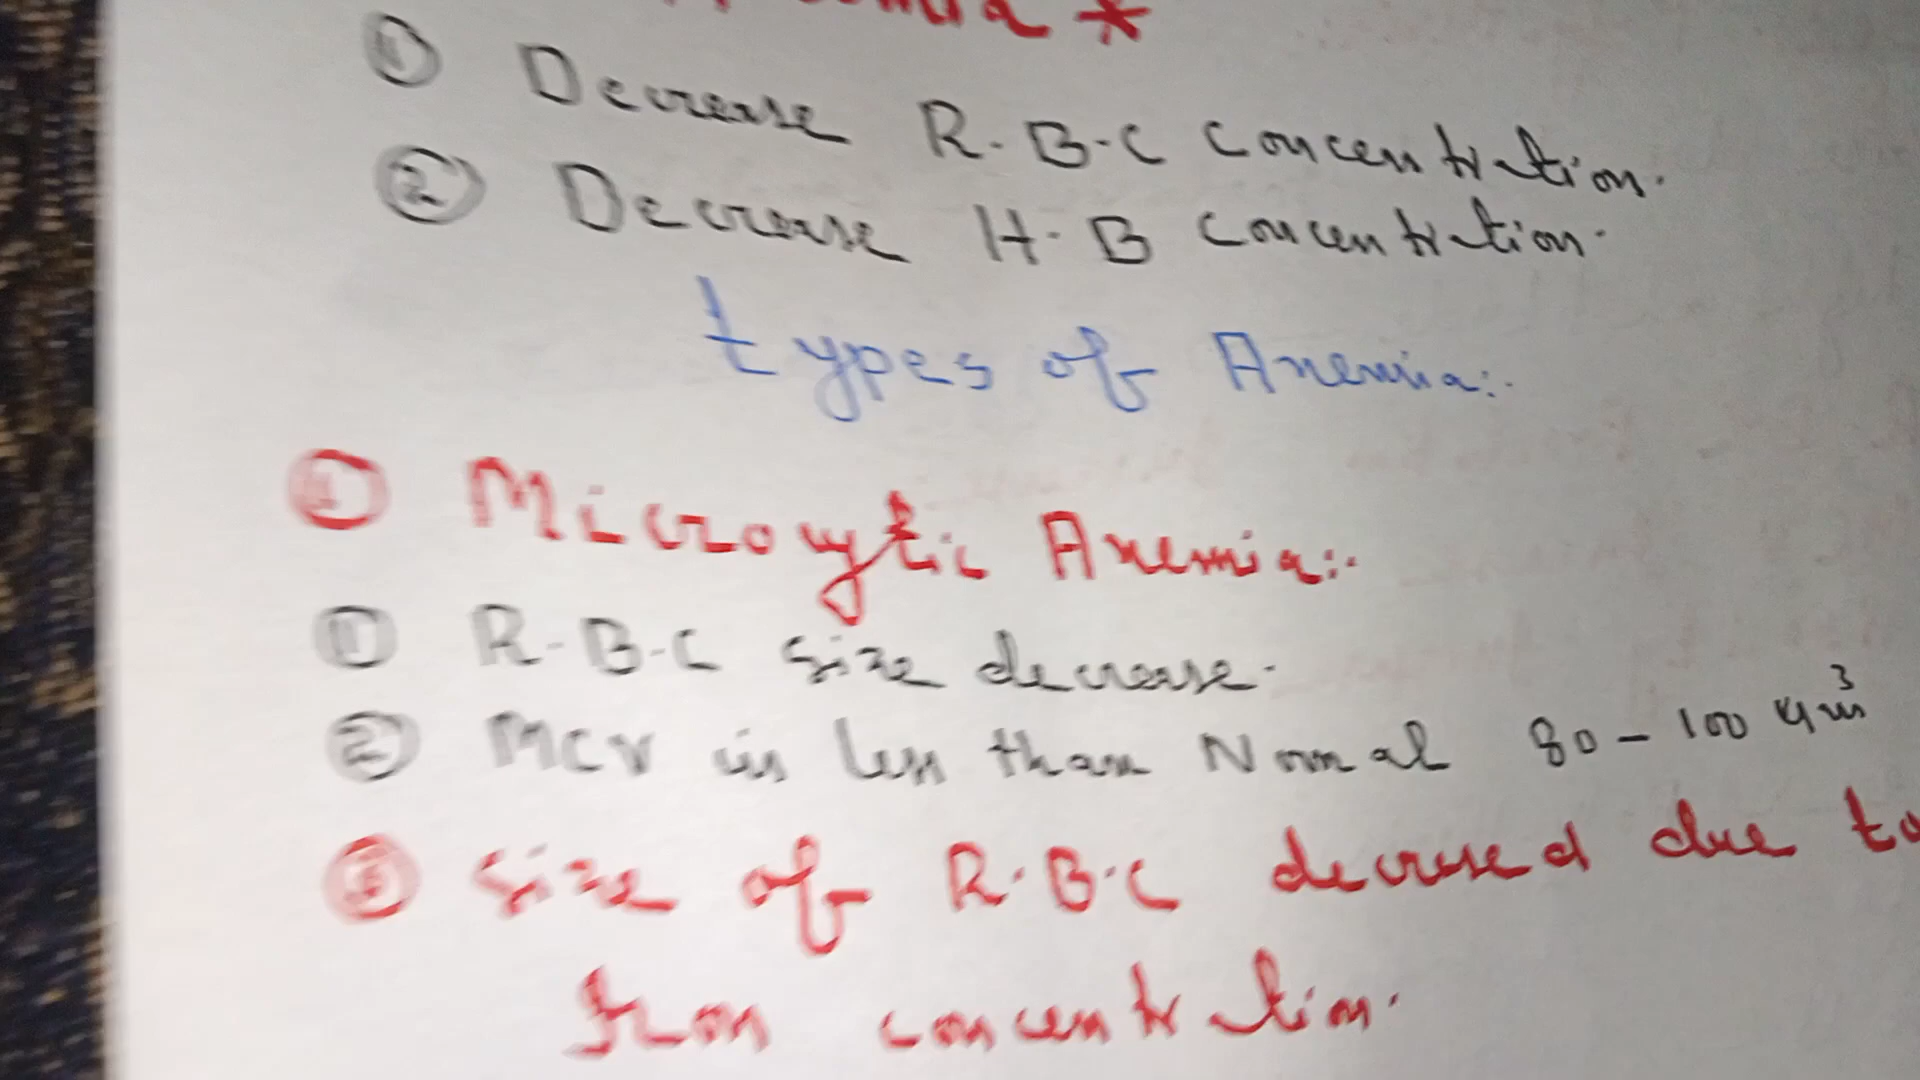 ① Decrease R.B.C concentration.
② Decrease H.B concentration.
types of Anemia:.
① Microcytic Anemia:.
① R.B.C size decrease.
② MCV is less than Normal 80 - 100 µm³
③ Size of R.B.C decreased due to
Iron concentration.